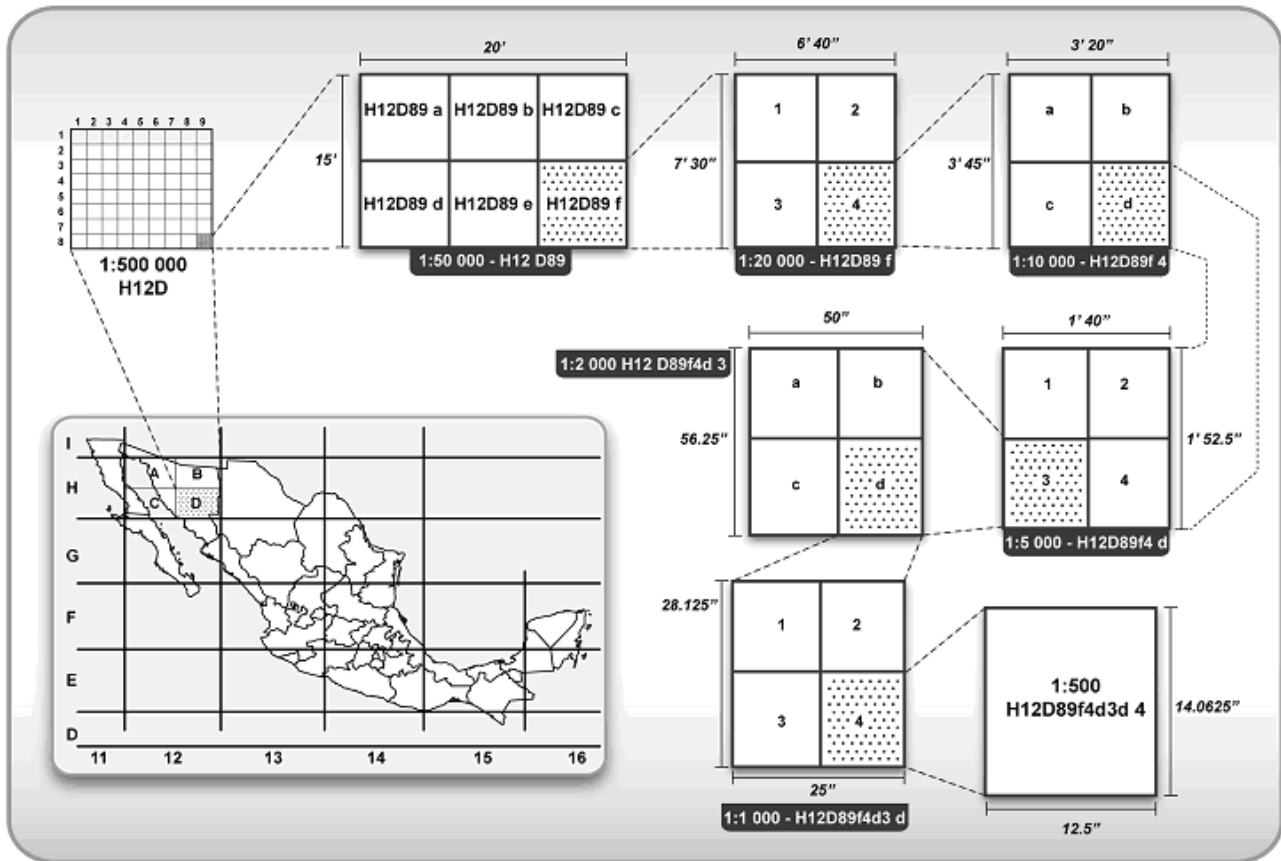 20'
6' 40”
3' 20”
1 2 3 4 5 6 7 8 9
1
2
3
4
5
6
7
8
1:500 000
H12D
15'
H12D89 a H12D89 b H12D89 c
H12D89 d H12D89 e H12D89 f
1:50 000 - H12 D89
7' 30”
1 2
3 4
1:20 000 - H12D89 f
3' 45”
a b
c d
1:10 000 - H12D89f 4
50”
1:2 000 H12 D89f4d 3
56.25”
a b
c d
1' 40”
1 2
3 4
1' 52.5”
1:5 000 - H12D89f4 d
I
H
G
F
E
D
A B
C D
11 12 13 14 15 16
28.125”
1 2
3 4
25”
1:1 000 - H12D89f4d3 d
1:500
H12D89f4d3d 4
14.0625”
12.5”